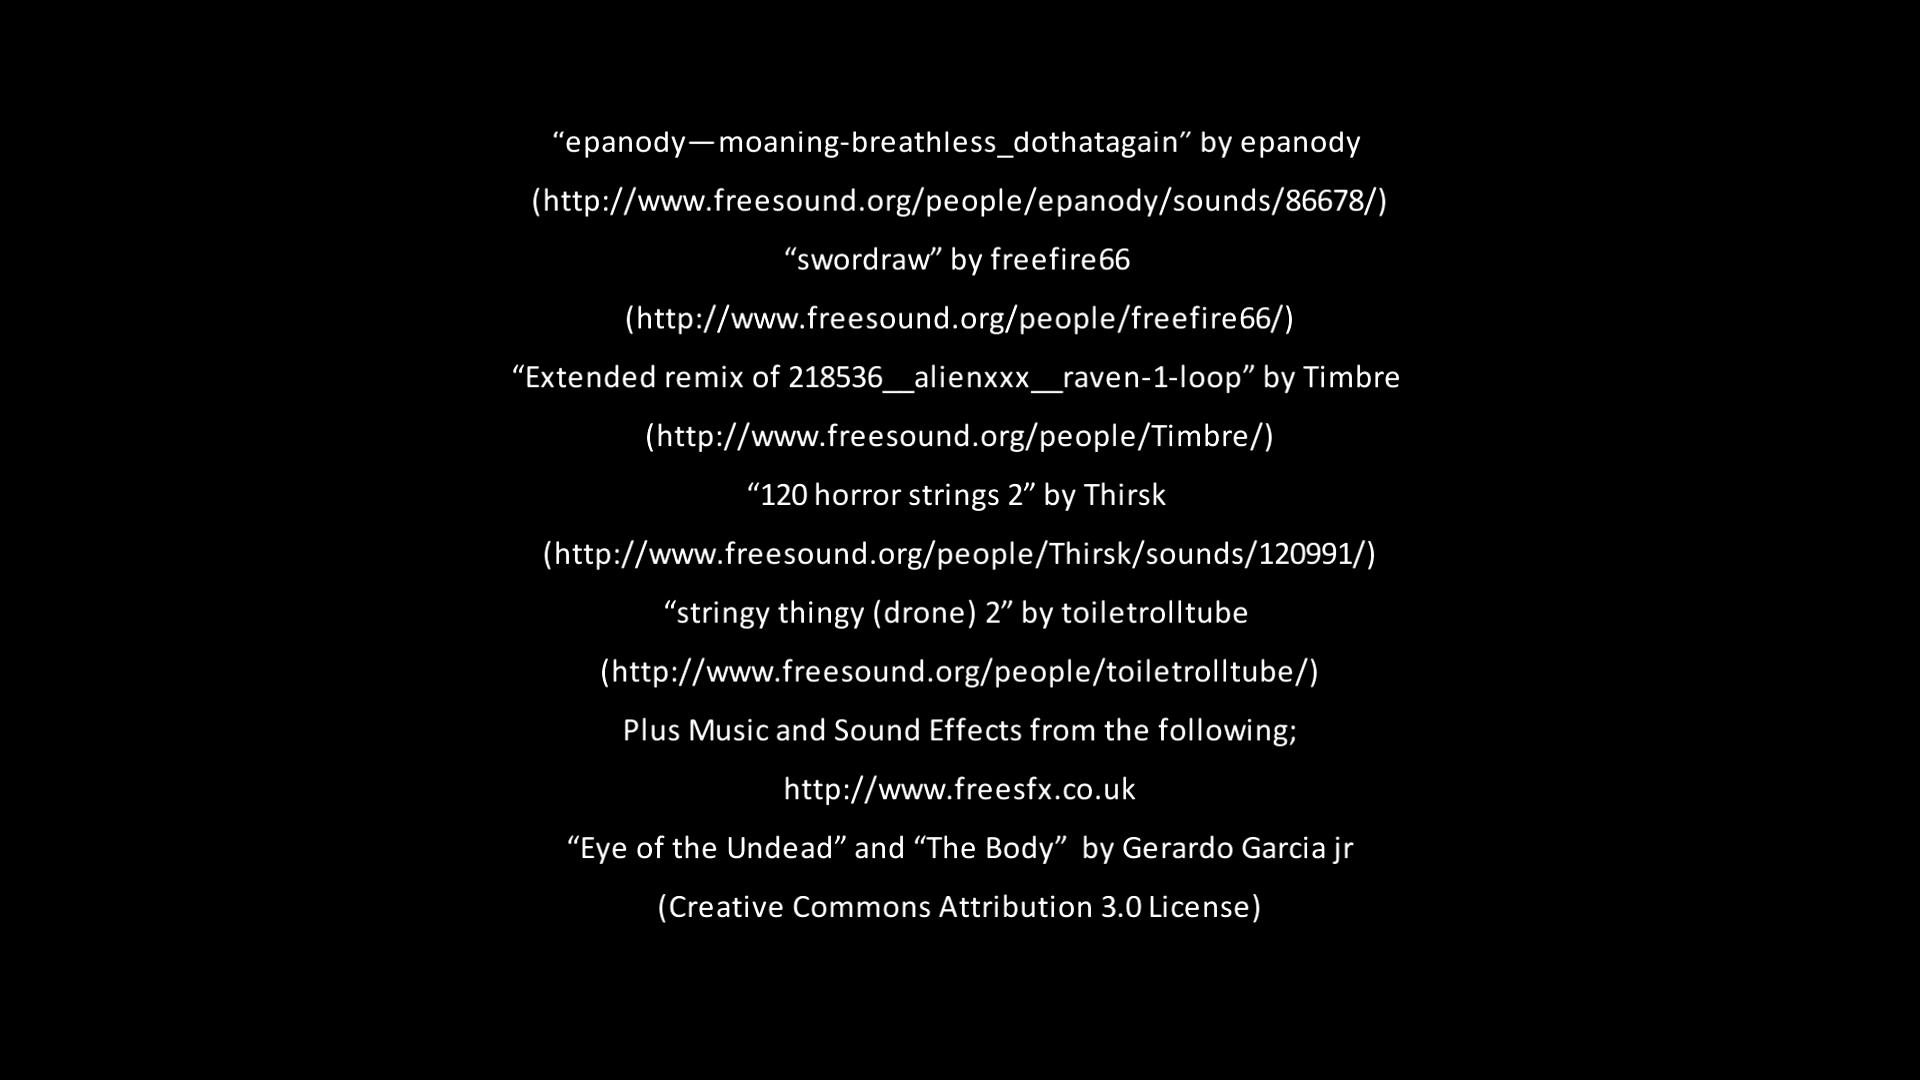 “epanody—moaning-breathless_dothatagain” by epanody
(http://www.freesound.org/people/epanody/sounds/86678/)
“swordraw” by freefire66
(http://www.freesound.org/people/freefire66/)
“Extended remix of 218536__alienxxx__raven-1-loop” by Timbre
(http://www.freesound.org/people/Timbre/)
“120 horror strings 2” by Thirsk
(http://www.freesound.org/people/Thirsk/sounds/120991/)
“stringy thingy (drone) 2” by toiletrolltube
(http://www.freesound.org/people/toiletrolltube/)
Plus Music and Sound Effects from the following;
http://www.freesfx.co.uk
“Eye of the Undead” and “The Body”  by Gerardo Garcia jr
(Creative Commons Attribution 3.0 License)